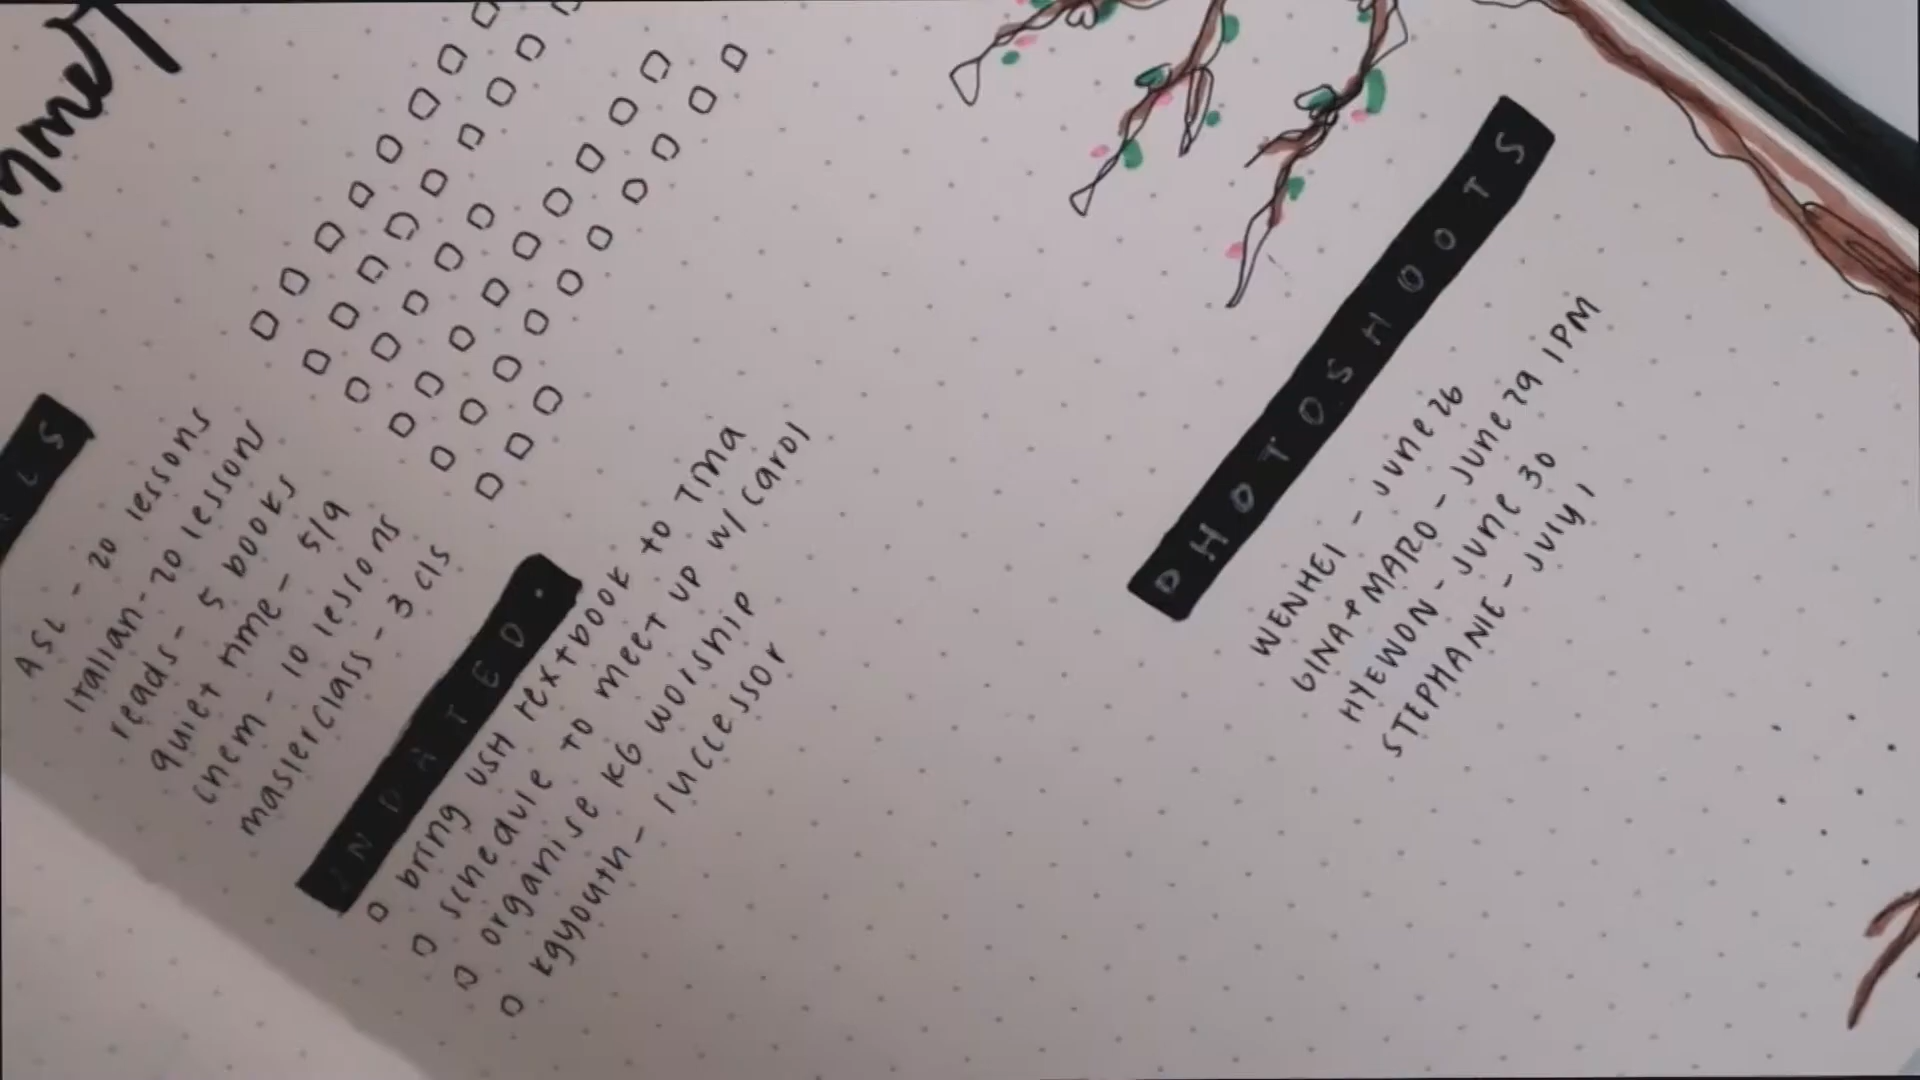 ASL - 20 lessons
italian - 20 lessons
reads - 5 books
quiet time - 5/9
chem - 10 lessons
masterclass - 3 cls
UNDATED.
bring USH textbook to Tina
schedule to meet up w/ carol
organise KG worship
kgyouth - successor
PHOTOSHOOTS
WENHEI - June 26
GINA + MARO - June 29 1PM
HYEWON - June 30
STEPHANIE - July 1